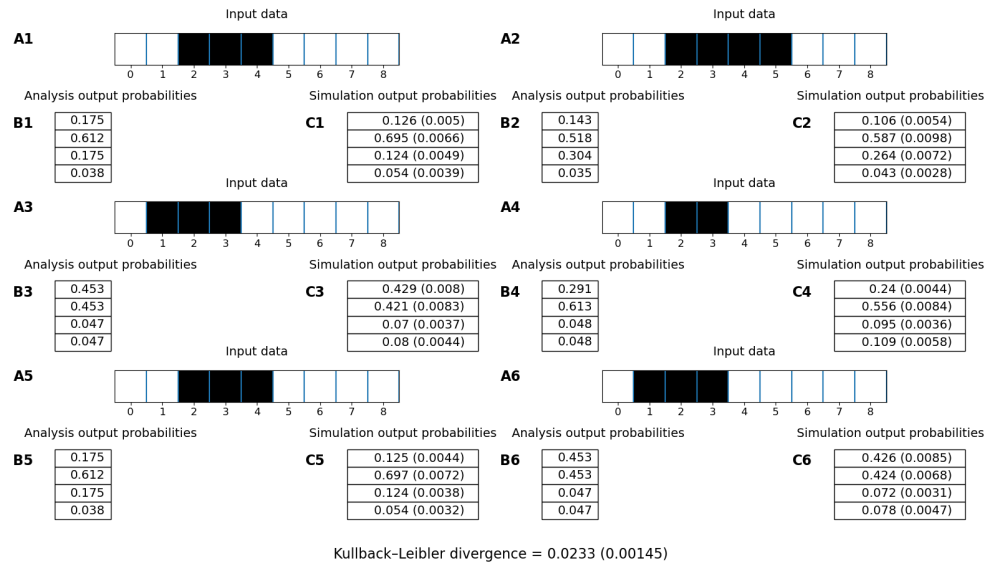 Input data
Input data
A1
A2
0 1 2 3 4 5 6 7 8
0 1 2 3 4 5 6 7 8
Analysis output probabilities
Simulation output probabilities
Analysis output probabilities
Simulation output probabilities
B1
0.175
0.612
0.175
0.038
C1
0.126 (0.005)
0.695 (0.0066)
0.124 (0.0049)
0.054 (0.0039)
B2
0.143
0.518
0.304
0.035
C2
0.106 (0.0054)
0.587 (0.0098)
0.264 (0.0072)
0.043 (0.0028)
Input data
Input data
A3
A4
0 1 2 3 4 5 6 7 8
0 1 2 3 4 5 6 7 8
Analysis output probabilities
Simulation output probabilities
Analysis output probabilities
Simulation output probabilities
B3
0.453
0.453
0.047
0.047
C3
0.429 (0.008)
0.421 (0.0083)
0.07 (0.0037)
0.08 (0.0044)
B4
0.291
0.613
0.048
0.048
C4
0.24 (0.0044)
0.556 (0.0084)
0.095 (0.0036)
0.109 (0.0058)
Input data
Input data
A5
A6
0 1 2 3 4 5 6 7 8
0 1 2 3 4 5 6 7 8
Analysis output probabilities
Simulation output probabilities
Analysis output probabilities
Simulation output probabilities
B5
0.175
0.612
0.175
0.038
C5
0.125 (0.0044)
0.697 (0.0072)
0.124 (0.0038)
0.054 (0.0032)
B6
0.453
0.453
0.047
0.047
C6
0.426 (0.0085)
0.424 (0.0068)
0.072 (0.0031)
0.078 (0.0047)
Kullback–Leibler divergence = 0.0233 (0.00145)